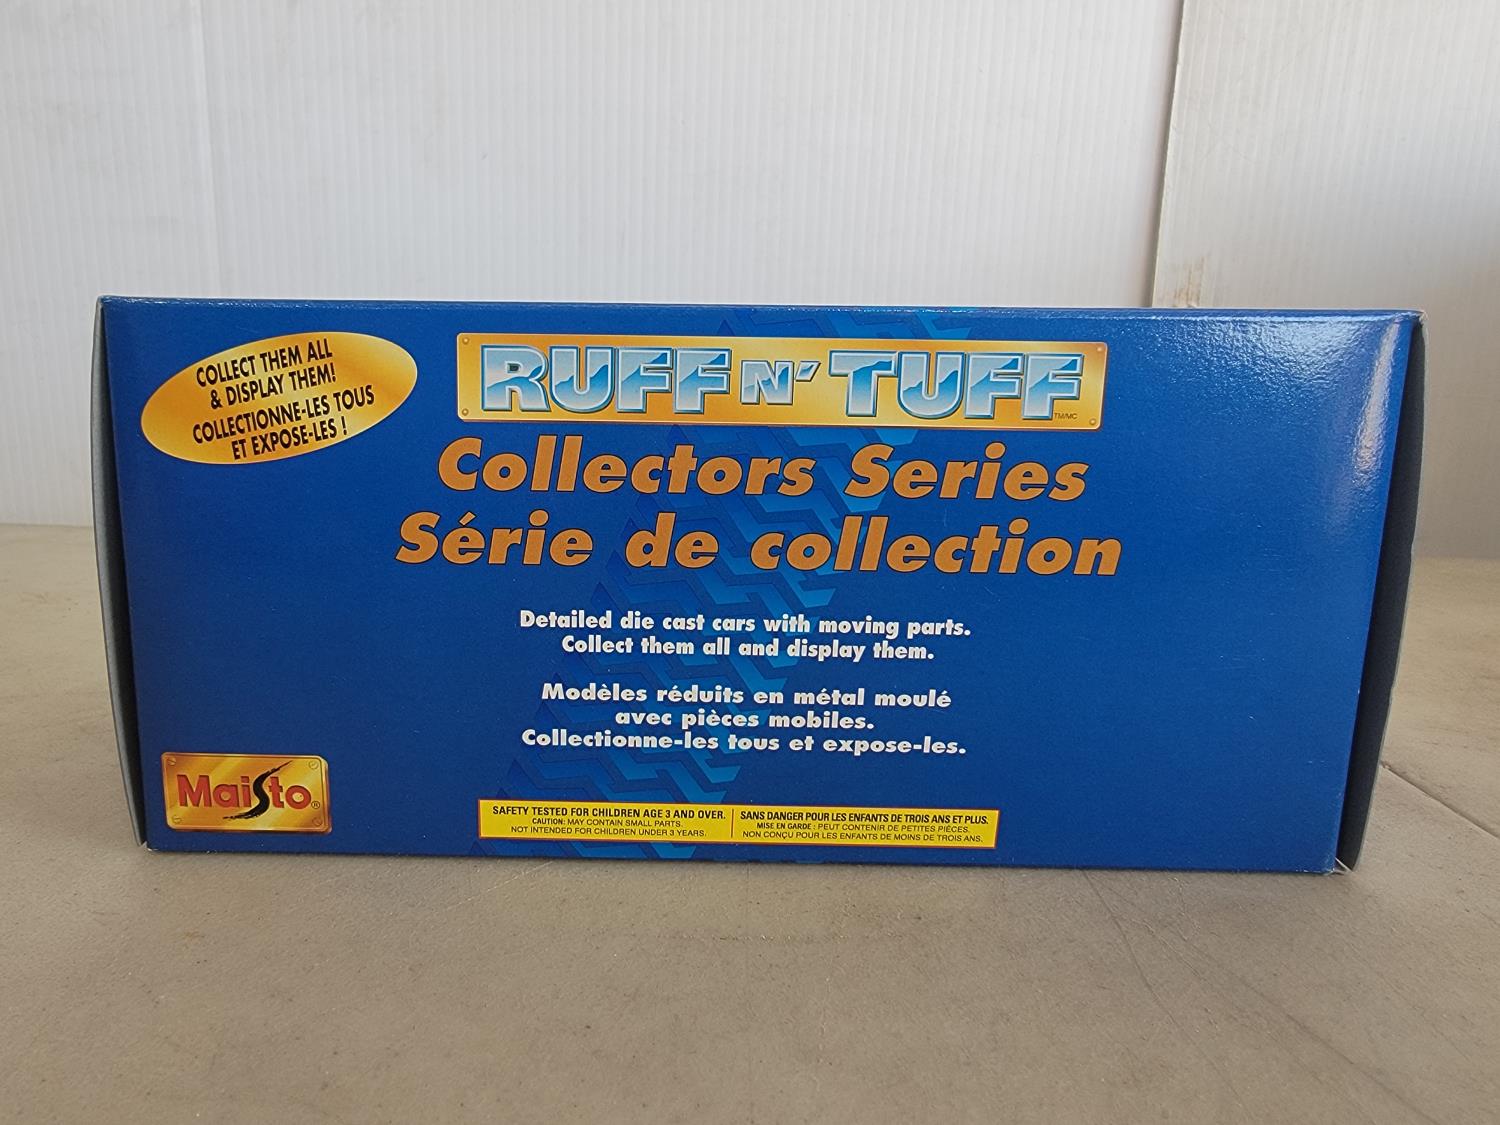 COLLECT THEM ALL
& DISPLAY THEM!
COLLECTIONNE-LES TOUS
ET EXPOSE-LES !
RUFF N' TUFF
TM/MC
Collectors Series
Série de collection
Detailed die cast cars with moving parts.
Collect them all and display them.
Modèles réduits en métal moulé
avec pièces mobiles.
Collectionne-les tous et expose-les.
Maisto®
SAFETY TESTED FOR CHILDREN AGE 3 AND OVER.
CAUTION: MAY CONTAIN SMALL PARTS.
NOT INTENDED FOR CHILDREN UNDER 3 YEARS.
SANS DANGER POUR LES ENFANTS DE TROIS ANS ET PLUS.
MISE EN GARDE : PEUT CONTENIR DE PETITES PIÈCES.
NON CONÇU POUR LES ENFANTS DE MOINS DE TROIS ANS.